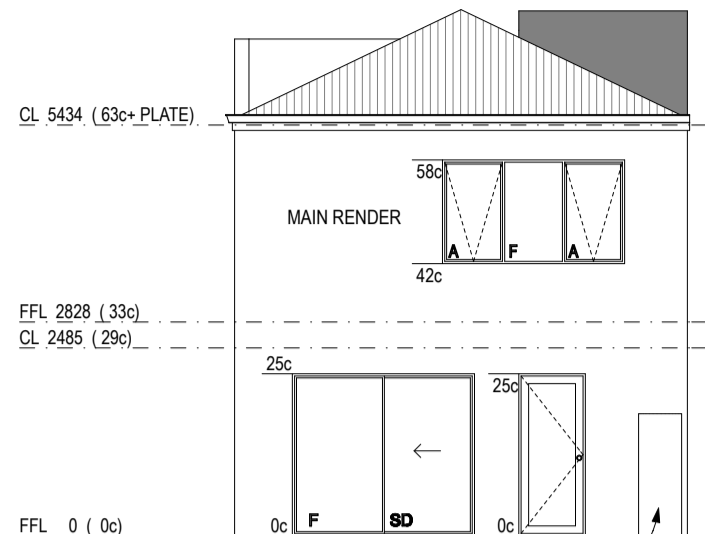 CL 5434 ( 63c+ PLATE)
58c
MAIN RENDER
A F A
42c
FFL 2828 ( 33c)
CL 2485 ( 29c)
25c
25c
FFL 0 ( 0c)
0c
F SD
0c